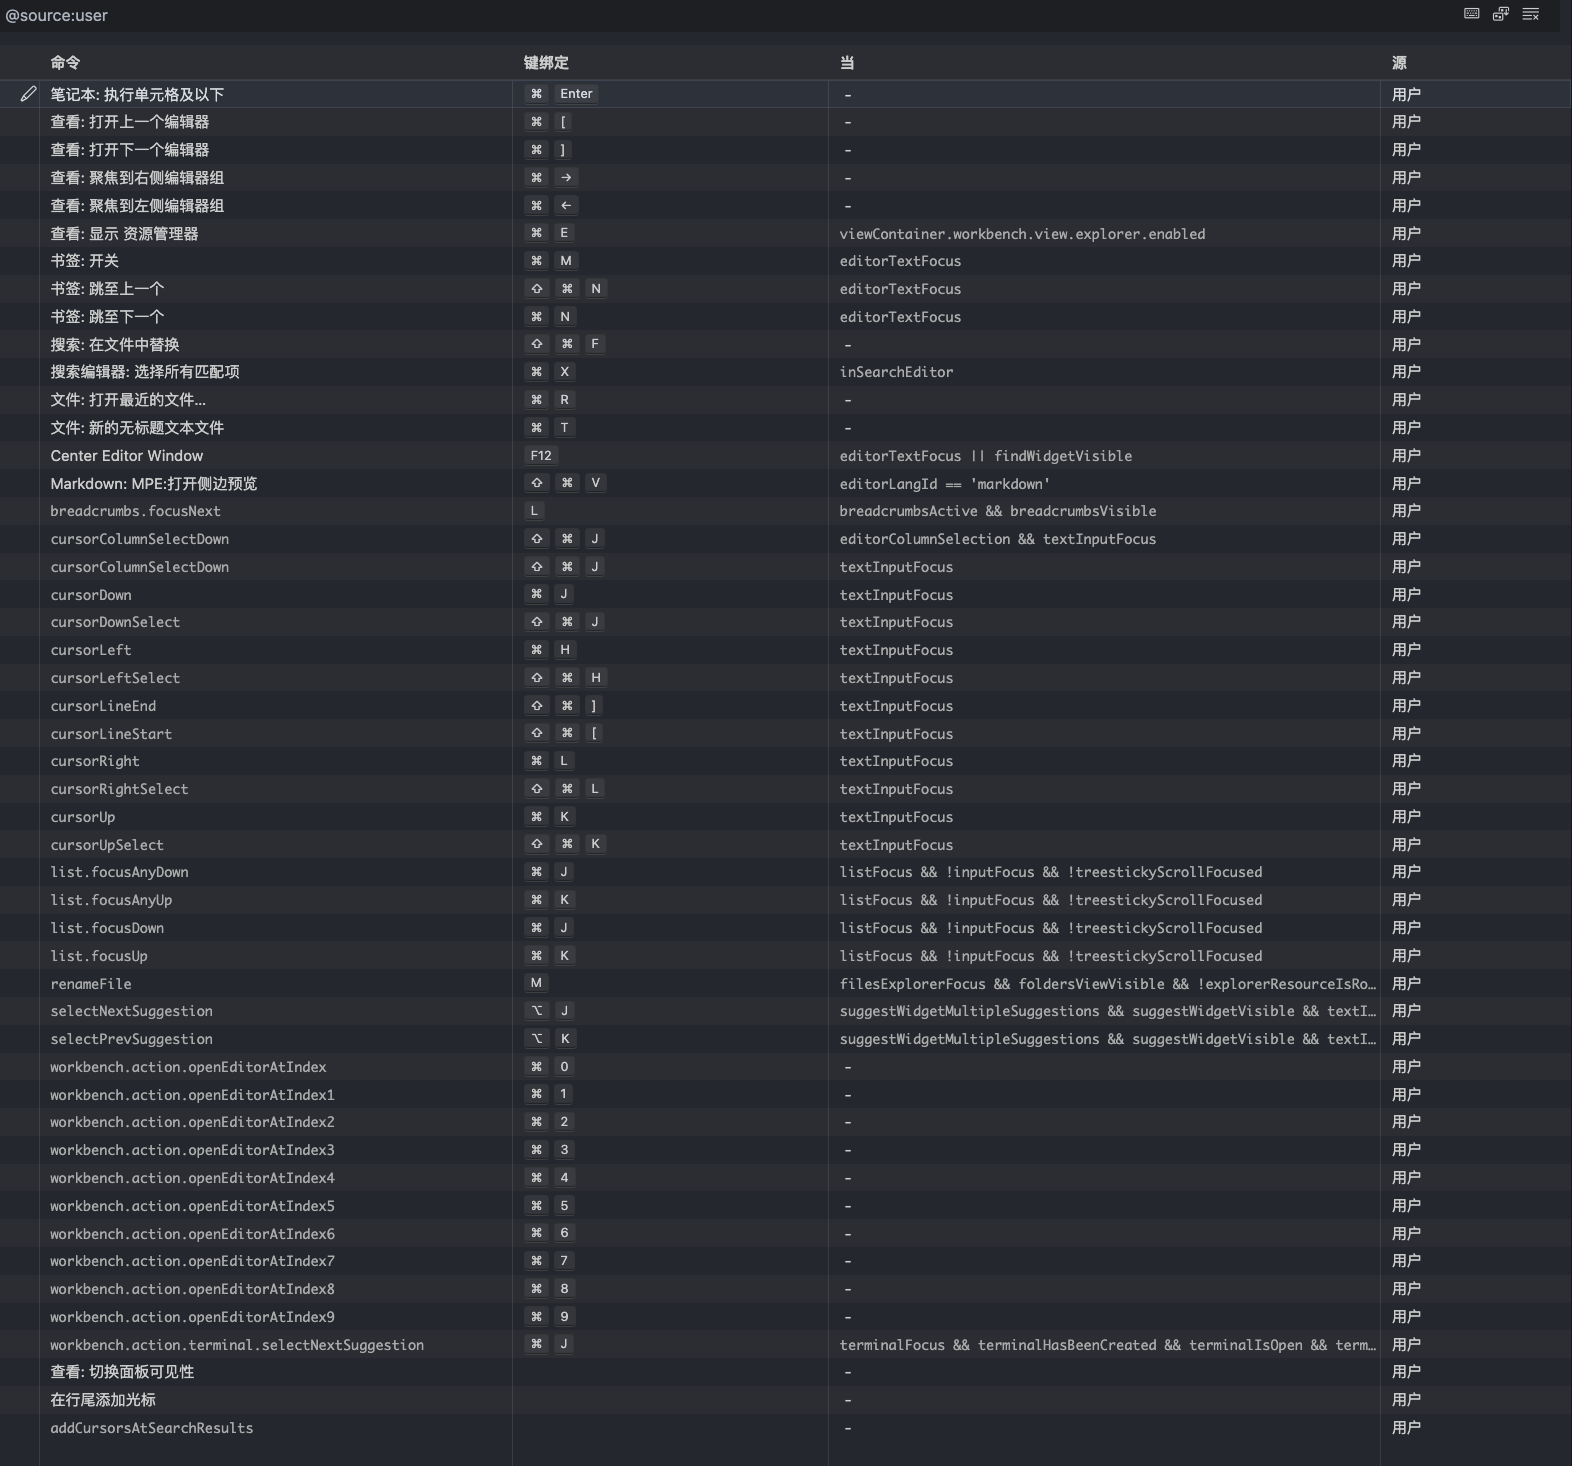 @source:user
命令 键绑定 当 源
笔记本: 执行单元格及以下 ⌘ Enter - 用户
查看: 打开上一个编辑器 ⌘ [ - 用户
查看: 打开下一个编辑器 ⌘ ] - 用户
查看: 聚焦到右侧编辑器组 ⌘ → - 用户
查看: 聚焦到左侧编辑器组 ⌘ ← - 用户
查看: 显示 资源管理器 ⌘ E viewContainer.workbench.view.explorer.enabled 用户
书签: 开关 ⌘ M editorTextFocus 用户
书签: 跳至上一个 ⇧ ⌘ N editorTextFocus 用户
书签: 跳至下一个 ⌘ N editorTextFocus 用户
搜索: 在文件中替换 ⇧ ⌘ F - 用户
搜索编辑器: 选择所有匹配项 ⌘ X inSearchEditor 用户
文件: 打开最近的文件... ⌘ R - 用户
文件: 新的无标题文本文件 ⌘ T - 用户
Center Editor Window F12 editorTextFocus || findWidgetVisible 用户
Markdown: MPE:打开侧边预览 ⇧ ⌘ V editorLangId == 'markdown' 用户
breadcrumbs.focusNext L breadcrumbsActive && breadcrumbsVisible 用户
cursorColumnSelectDown ⇧ ⌘ J editorColumnSelection && textInputFocus 用户
cursorColumnSelectDown ⇧ ⌘ J textInputFocus 用户
cursorDown ⌘ J textInputFocus 用户
cursorDownSelect ⇧ ⌘ J textInputFocus 用户
cursorLeft ⌘ H textInputFocus 用户
cursorLeftSelect ⇧ ⌘ H textInputFocus 用户
cursorLineEnd ⇧ ⌘ ] textInputFocus 用户
cursorLineStart ⇧ ⌘ [ textInputFocus 用户
cursorRight ⌘ L textInputFocus 用户
cursorRightSelect ⇧ ⌘ L textInputFocus 用户
cursorUp ⌘ K textInputFocus 用户
cursorUpSelect ⇧ ⌘ K textInputFocus 用户
list.focusAnyDown ⌘ J listFocus && !inputFocus && !treestickyScrollFocused 用户
list.focusAnyUp ⌘ K listFocus && !inputFocus && !treestickyScrollFocused 用户
list.focusDown ⌘ J listFocus && !inputFocus && !treestickyScrollFocused 用户
list.focusUp ⌘ K listFocus && !inputFocus && !treestickyScrollFocused 用户
renameFile M filesExplorerFocus && foldersViewVisible && !explorerResourceIsRo… 用户
selectNextSuggestion ⌥ J suggestWidgetMultipleSuggestions && suggestWidgetVisible && textI… 用户
selectPrevSuggestion ⌥ K suggestWidgetMultipleSuggestions && suggestWidgetVisible && textI… 用户
workbench.action.openEditorAtIndex ⌘ 0 - 用户
workbench.action.openEditorAtIndex1 ⌘ 1 - 用户
workbench.action.openEditorAtIndex2 ⌘ 2 - 用户
workbench.action.openEditorAtIndex3 ⌘ 3 - 用户
workbench.action.openEditorAtIndex4 ⌘ 4 - 用户
workbench.action.openEditorAtIndex5 ⌘ 5 - 用户
workbench.action.openEditorAtIndex6 ⌘ 6 - 用户
workbench.action.openEditorAtIndex7 ⌘ 7 - 用户
workbench.action.openEditorAtIndex8 ⌘ 8 - 用户
workbench.action.openEditorAtIndex9 ⌘ 9 - 用户
workbench.action.terminal.selectNextSuggestion ⌘ J terminalFocus && terminalHasBeenCreated && terminalIsOpen && term… 用户
查看: 切换面板可见性 - 用户
在行尾添加光标 - 用户
addCursorsAtSearchResults - 用户